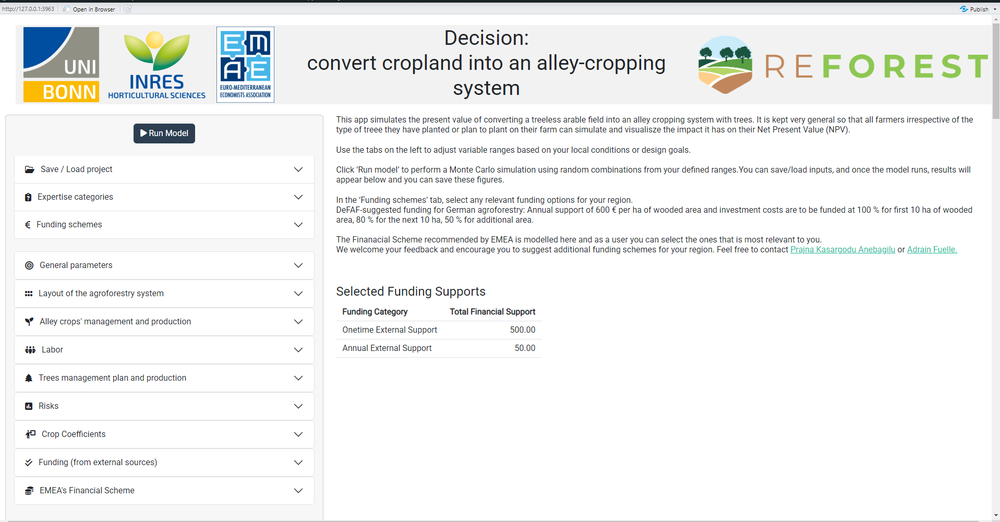 http://127.0.0.1:3963
Open in Browser
Publish
UNI
BONN
INRES
HORTICULTURAL SCIENCES
EMAE
EURO-MEDITERRANEAN
ECONOMISTS ASSOCIATION
Decision:
convert cropland into an alley-cropping
system
REFOREST
Run Model
Save / Load project
Expertise categories
€ Funding schemes
General parameters
Layout of the agroforestry system
Alley crops' management and production
Labor
Trees management plan and production
Risks
Crop Coefficients
Funding (from external sources)
EMEA's Financial Scheme
This app simulates the present value of converting a treeless arable field into an alley cropping system with trees. It is kept very general so that all farmers irrespective of the
type of treee they have planted or plan to plant on their farm can simulate and visualisze the impact it has on their Net Present Value (NPV).
Use the tabs on the left to adjust variable ranges based on your local conditions or design goals.
Click ‘Run model’ to perform a Monte Carlo simulation using random combinations from your defined ranges.You can save/load inputs, and once the model runs, results will
appear below and you can save these figures.
In the ‘Funding schemes’ tab, select any relevant funding options for your region.
DeFAF-suggested funding for German agroforestry: Annual support of 600 € per ha of wooded area and investment costs are to be funded at 100 % for first 10 ha of wooded
area, 80 % for the next 10 ha, 50 % for additional area.
The Finanacial Scheme recommended by EMEA is modelled here and as a user you can select the ones that is most relevant to you.
We welcome your feedback and encourage you to suggest additional funding schemes for your region. Feel free to contact Prajna Kasargodu Anebagilu or Adrain Fuelle.
Selected Funding Supports
Funding Category Total Financial Support
Onetime External Support 500.00
Annual External Support 50.00